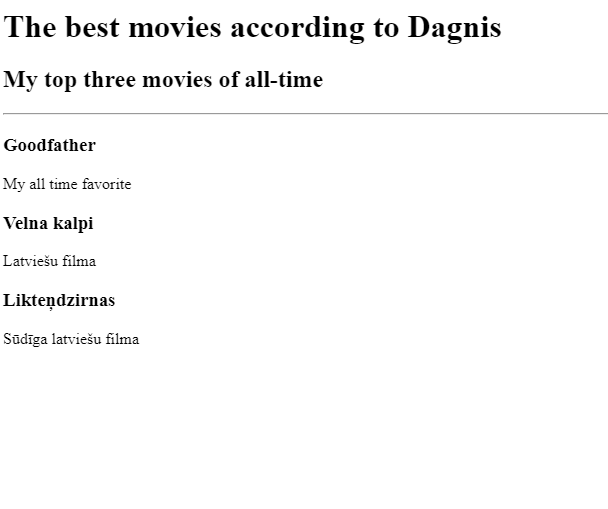 The best movies according to Dagnis
My top three movies of all-time
Goodfather
My all time favorite
Velna kalpi
Latviešu filma
Likteņdzirnas
Sūdīga latviešu filma